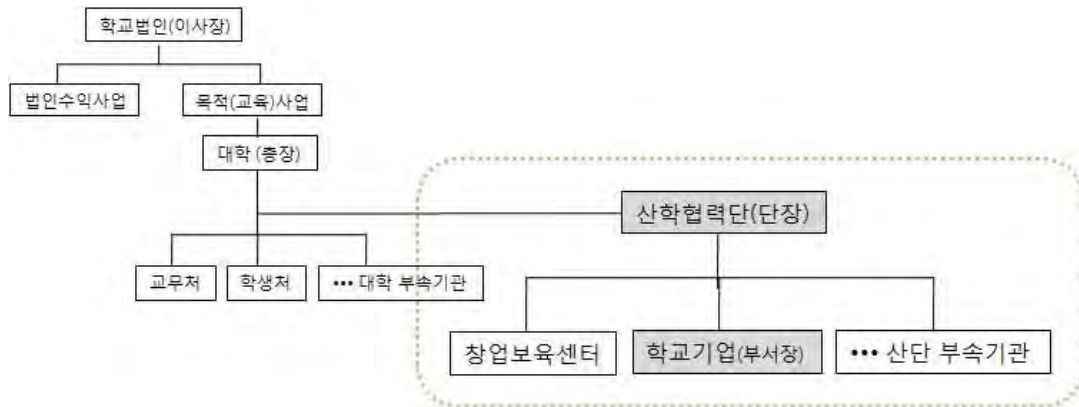 학교법인(이사장)
법인수익사업
목적(교육)사업
대학 (총장)
산학협력단(단장)
교무처
학생처
••• 대학 부속기관
창업보육센터
학교기업(부서장)
••• 산단 부속기관